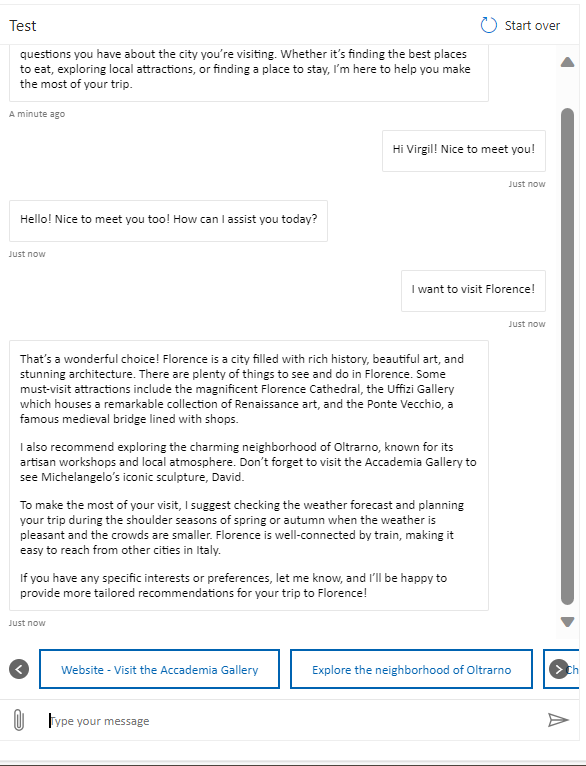 Test
Start over
questions you have about the city you’re visiting. Whether it’s finding the best places
to eat, exploring local attractions, or finding a place to stay, I’m here to help you make
the most of your trip.
A minute ago
Hi Virgil! Nice to meet you!
Just now
Hello! Nice to meet you too! How can I assist you today?
Just now
I want to visit Florence!
Just now
That’s a wonderful choice! Florence is a city filled with rich history, beautiful art, and
stunning architecture. There are plenty of things to see and do in Florence. Some
must-visit attractions include the magnificent Florence Cathedral, the Uffizi Gallery
which houses a remarkable collection of Renaissance art, and the Ponte Vecchio, a
famous medieval bridge lined with shops.
I also recommend exploring the charming neighborhood of Oltrarno, known for its
artisan workshops and local atmosphere. Don’t forget to visit the Accademia Gallery to
see Michelangelo’s iconic sculpture, David.
To make the most of your visit, I suggest checking the weather forecast and planning
your trip during the shoulder seasons of spring or autumn when the weather is
pleasant and the crowds are smaller. Florence is well-connected by train, making it
easy to reach from other cities in Italy.
If you have any specific interests or preferences, let me know, and I’ll be happy to
provide more tailored recommendations for your trip to Florence!
Just now
Website - Visit the Accademia Gallery
Explore the neighborhood of Oltrarno
Type your message